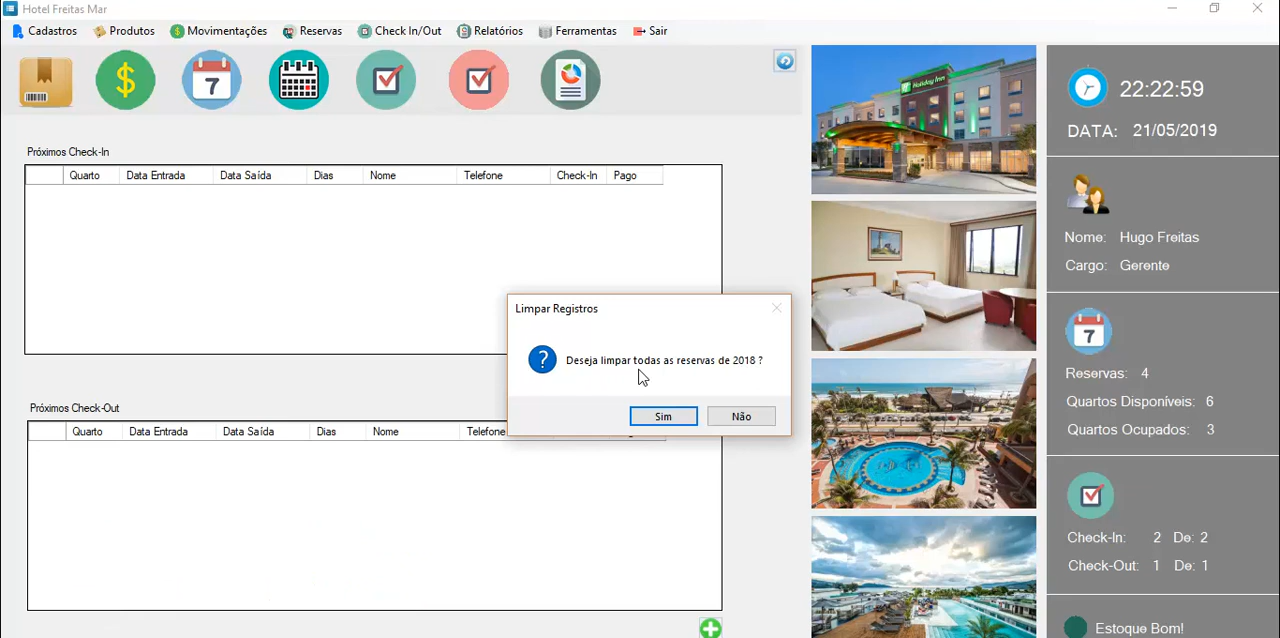 Hotel Freitas Mar
Cadastros Produtos Movimentações Reservas Check In/Out Relatórios Ferramentas Sair
7
Próximos Check-In
Quarto Data Entrada Data Saída Dias Nome Telefone Check-In Pago
Limpar Registros
Deseja limpar todas as reservas de 2018 ?
Sim Não
Próximos Check-Out
Quarto Data Entrada Data Saída Dias Nome Telefone
Holiday Inn
22:22:59
DATA: 21/05/2019
Nome: Hugo Freitas
Cargo: Gerente
7
Reservas: 4
Quartos Disponíveis: 6
Quartos Ocupados: 3
Check-In: 2 De: 2
Check-Out: 1 De: 1
Estoque Bom!